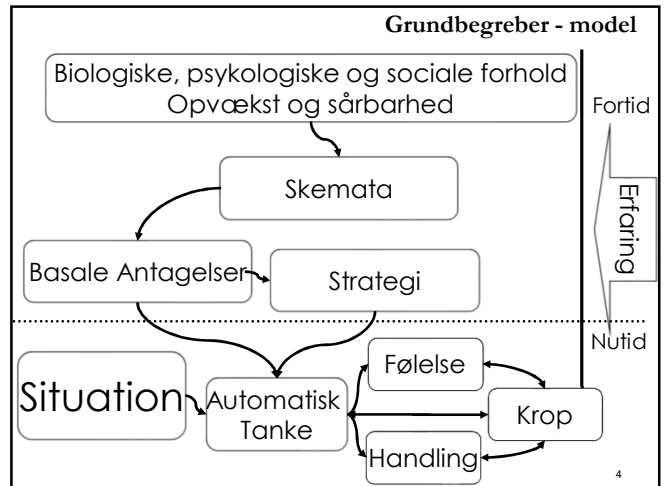 Grundbegreber - model
Biologiske, psykologiske og sociale forhold
Opvækst og sårbarhed
Fortid
Skemata
Erfaring
Basale Antagelser
Strategi
Nutid
Situation
Automatisk
Tanke
Følelse
Krop
Handling
4